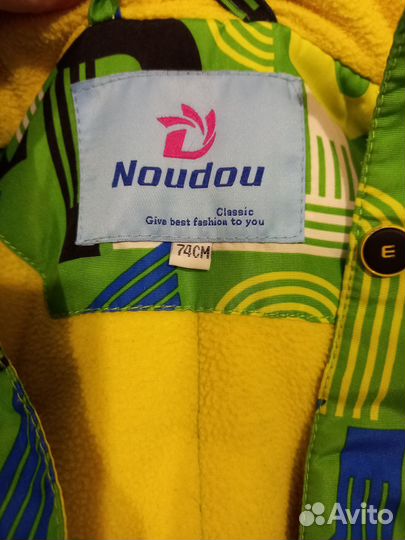 Noudou
Classic
Give best fashion to you
74CM
E
Avito